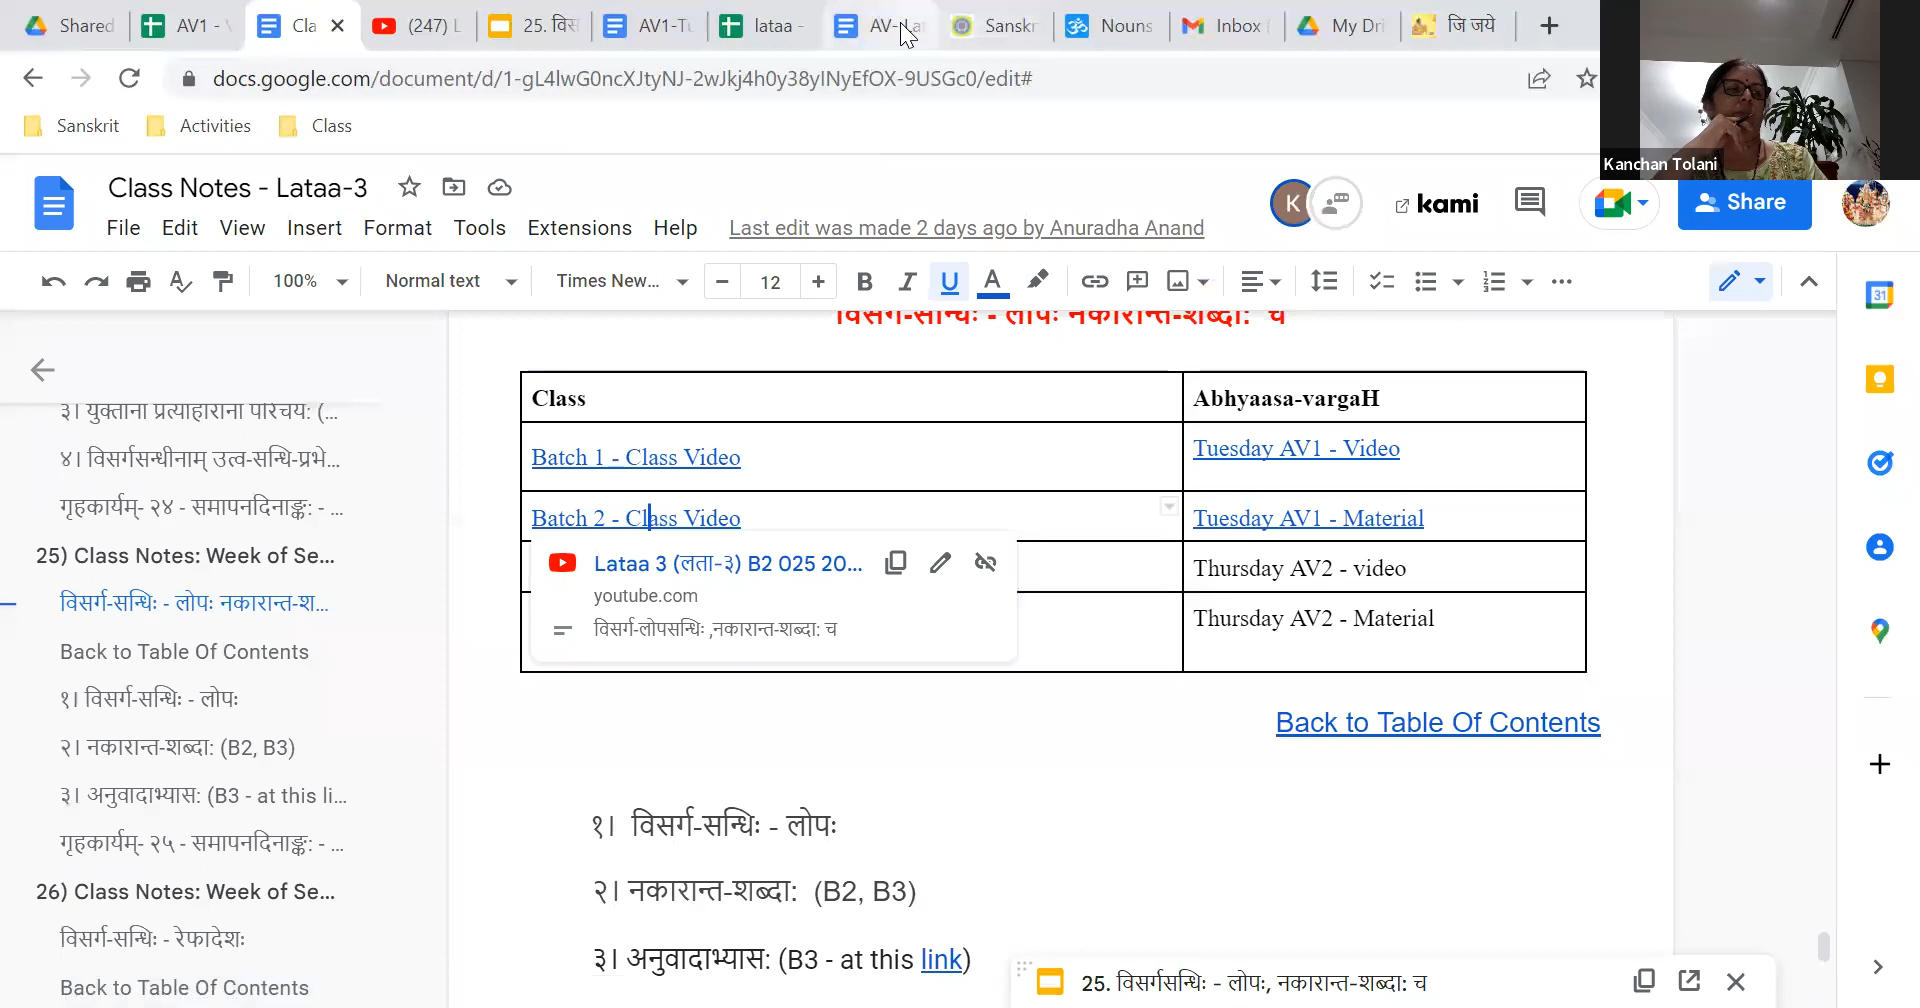 Shared
AV1 -
Cla
(247) L
25. विस
AV1-Tu
lataa -
AV-Lat
Sanskr
Nouns
Inbox
My Dri
जि जये
docs.google.com/document/d/1-gL4lwG0ncXJtyNJ-2wJkj4h0y38yINyEfOX-9USGc0/edit#
Sanskrit Activities Class
Kanchan Tolani
Class Notes - Lataa-3
K
kami
Share
File Edit View Insert Format Tools Extensions Help Last edit was made 2 days ago by Anuradha Anand
100% Normal text Times New... 12
31
विसर्ग-सन्धिः - लोपः नकारान्त-शब्दाः च
३। युक्तानां प्रत्याहाराणां परिचयः (...
४। विसर्गसन्धीनाम् उत्व-सन्धि-प्रभे...
गृहकार्यम्- २४ - समापनदिनाङ्कः - ...
25) Class Notes: Week of Se...
विसर्ग-सन्धिः - लोपः नकारान्त-श...
Back to Table Of Contents
१। विसर्ग-सन्धिः - लोपः
२। नकारान्त-शब्दाः (B2, B3)
३। अनुवादाभ्यासः (B3 - at this li...
गृहकार्यम्- २५ - समापनदिनाङ्कः - ...
26) Class Notes: Week of Se...
विसर्ग-सन्धिः - रेफादेशः
Back to Table Of Contents
Class Abhyaasa-vargaH
Batch 1 - Class Video Tuesday AV1 - Video
Batch 2 - Class Video Tuesday AV1 - Material
Lataa 3 (लता-३) B2 025 20...
youtube.com
विसर्ग-लोपसन्धिः ,नकारान्त-शब्दाः च
Thursday AV2 - video
Thursday AV2 - Material
Back to Table Of Contents
१। विसर्ग-सन्धिः - लोपः
२। नकारान्त-शब्दाः (B2, B3)
३। अनुवादाभ्यासः (B3 - at this link)
25. विसर्गसन्धिः - लोपः, नकारान्त-शब्दाः च